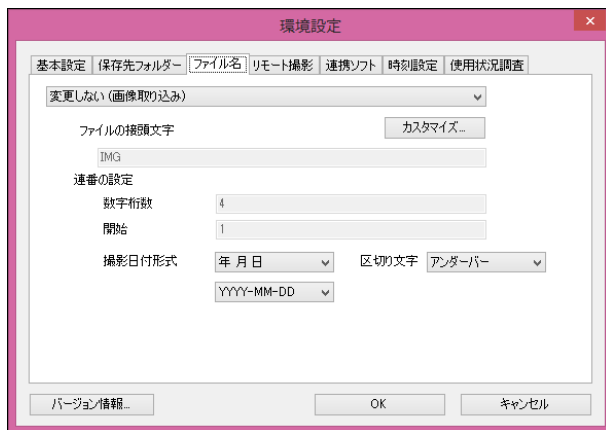 環境設定
基本設定 保存先フォルダー ファイル名 リモート撮影 連携ソフト 時刻設定 使用状況調査
変更しない (画像取り込み)
ファイルの接頭文字 カスタマイズ...
IMG
連番の設定
数字桁数 4
開始 1
撮影日付形式 年 月 日 区切り文字 アンダーバー
YYYY-MM-DD
バージョン情報... OK キャンセル